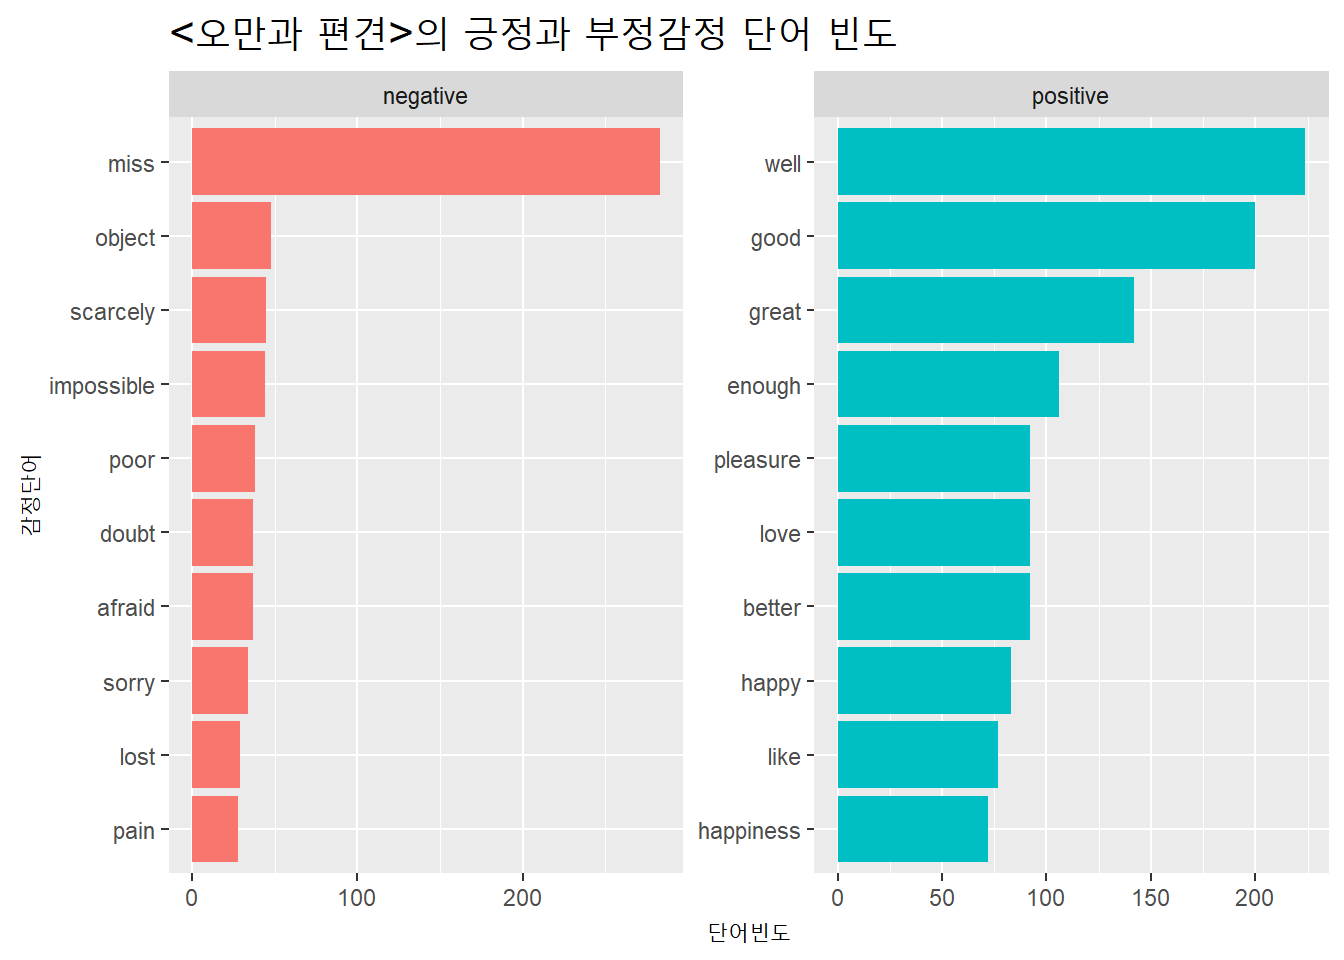 <오만과 편견>의 긍정과 부정감정 단어 빈도
negative
positive
miss
object
scarcely
impossible
poor
doubt
afraid
sorry
lost
pain
well
good
great
enough
pleasure
love
better
happy
like
happiness
감정단어
0 100 200
0 50 100 150 200
단어빈도